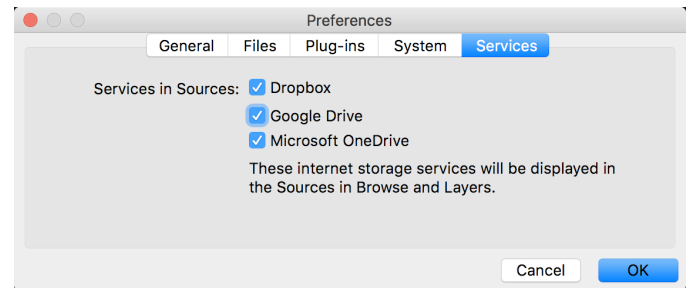 Preferences
General Files Plug-ins System Services
Services in Sources: Dropbox
Google Drive
Microsoft OneDrive
These internet storage services will be displayed in
the Sources in Browse and Layers.
Cancel OK